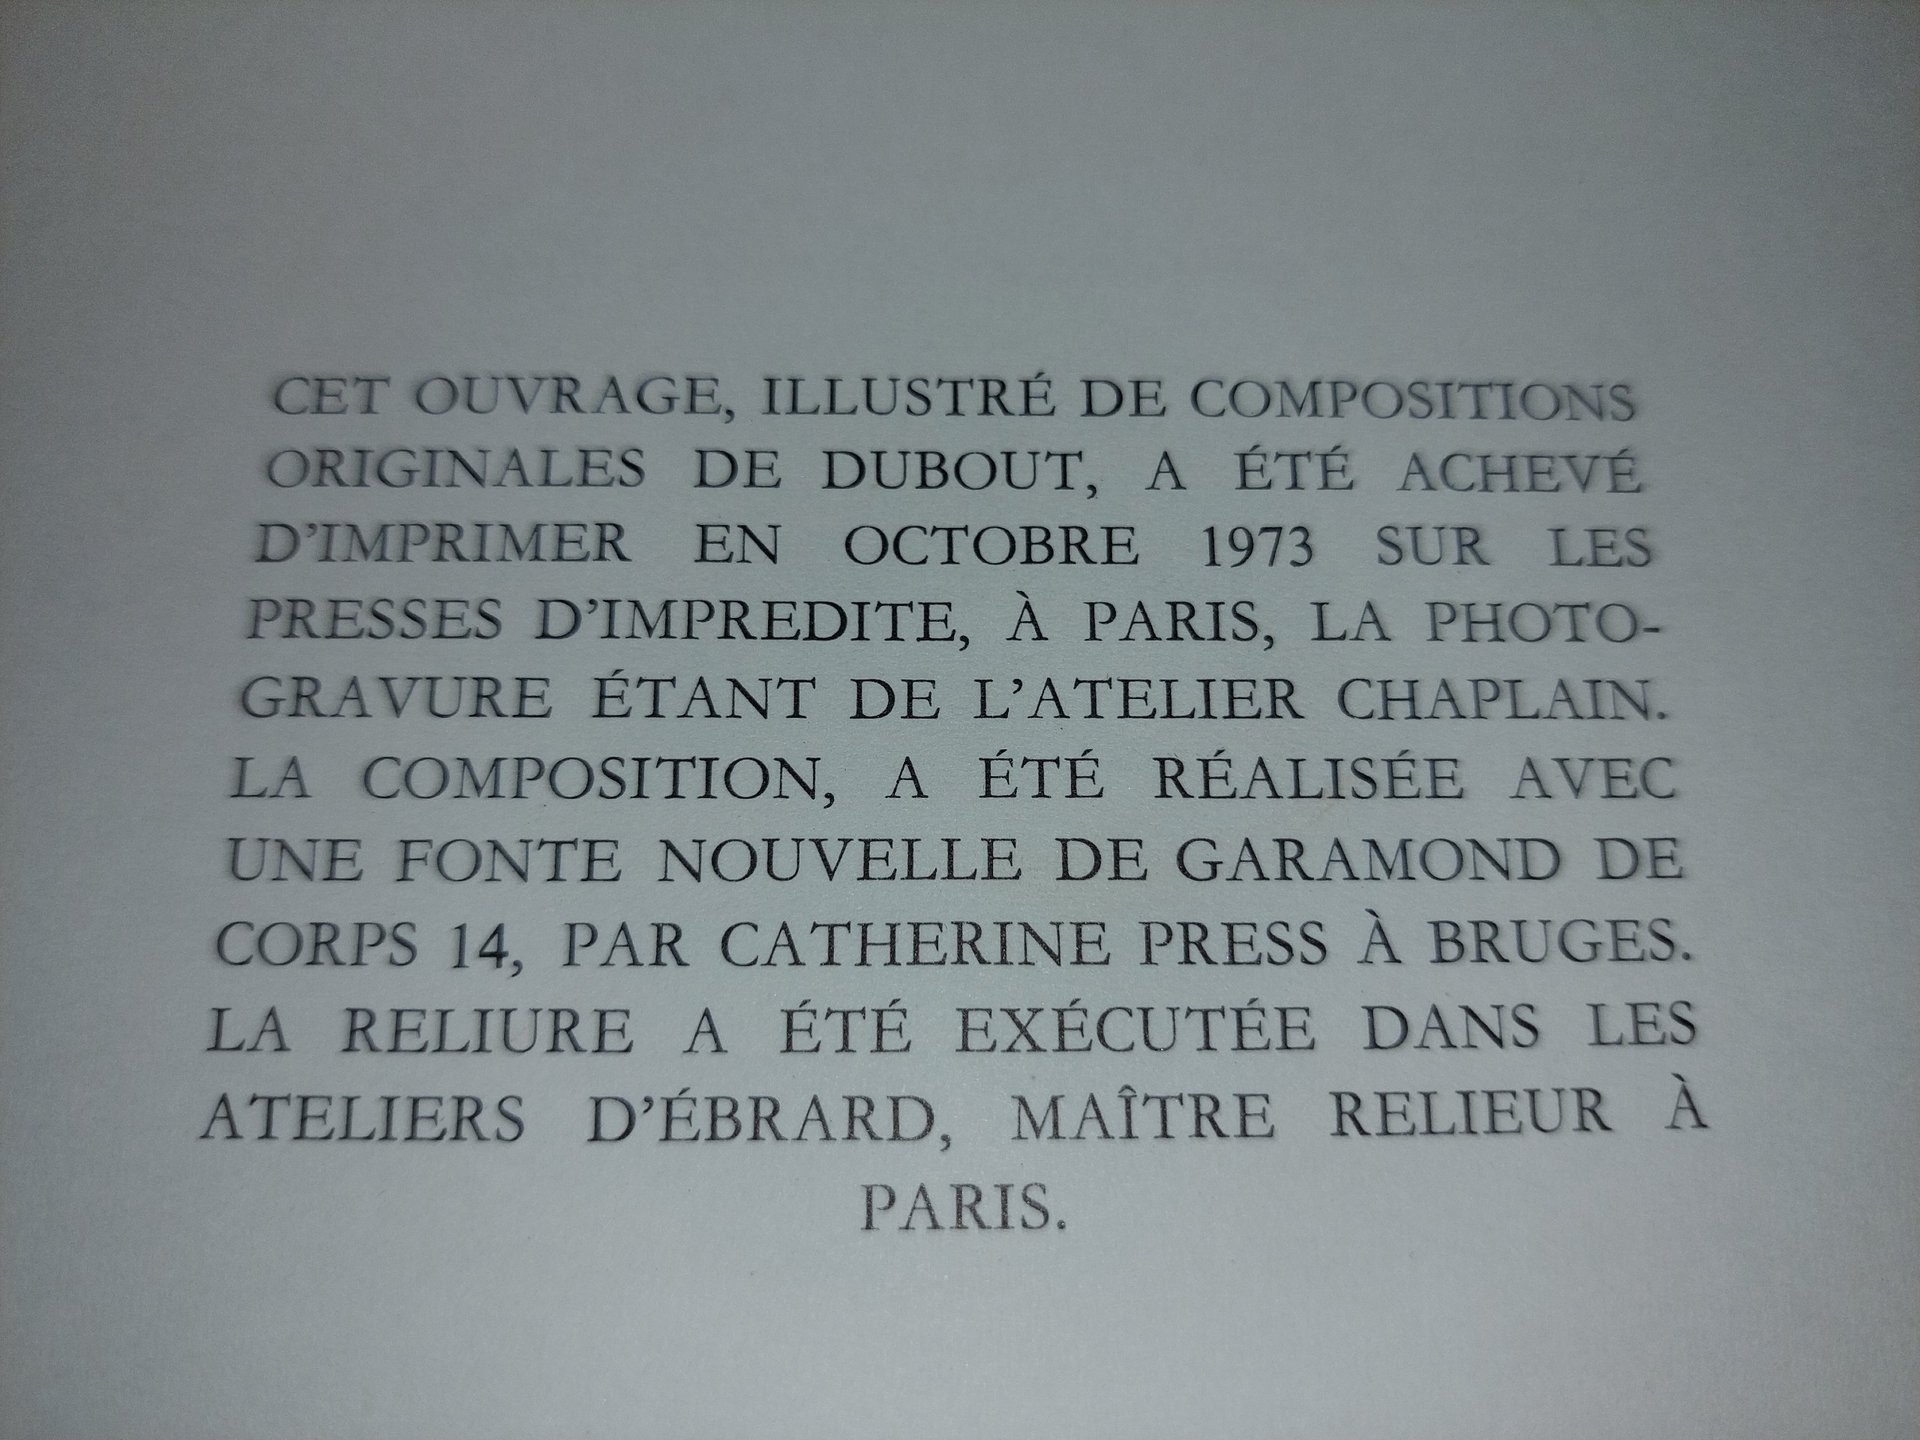 CET OUVRAGE, ILLUSTRÉ DE COMPOSITIONS
ORIGINALES DE DUBOUT, A ÉTÉ ACHEVÉ
D’IMPRIMER EN OCTOBRE 1973 SUR LES
PRESSES D’IMPREDITE, À PARIS, LA PHOTO-
GRAVURE ÉTANT DE L’ATELIER CHAPLAIN.
LA COMPOSITION, A ÉTÉ RÉALISÉE AVEC
UNE FONTE NOUVELLE DE GARAMOND DE
CORPS 14, PAR CATHERINE PRESS À BRUGES.
LA RELIURE A ÉTÉ EXÉCUTÉE DANS LES
ATELIERS D’ÉBRARD, MAÎTRE RELIEUR À
PARIS.